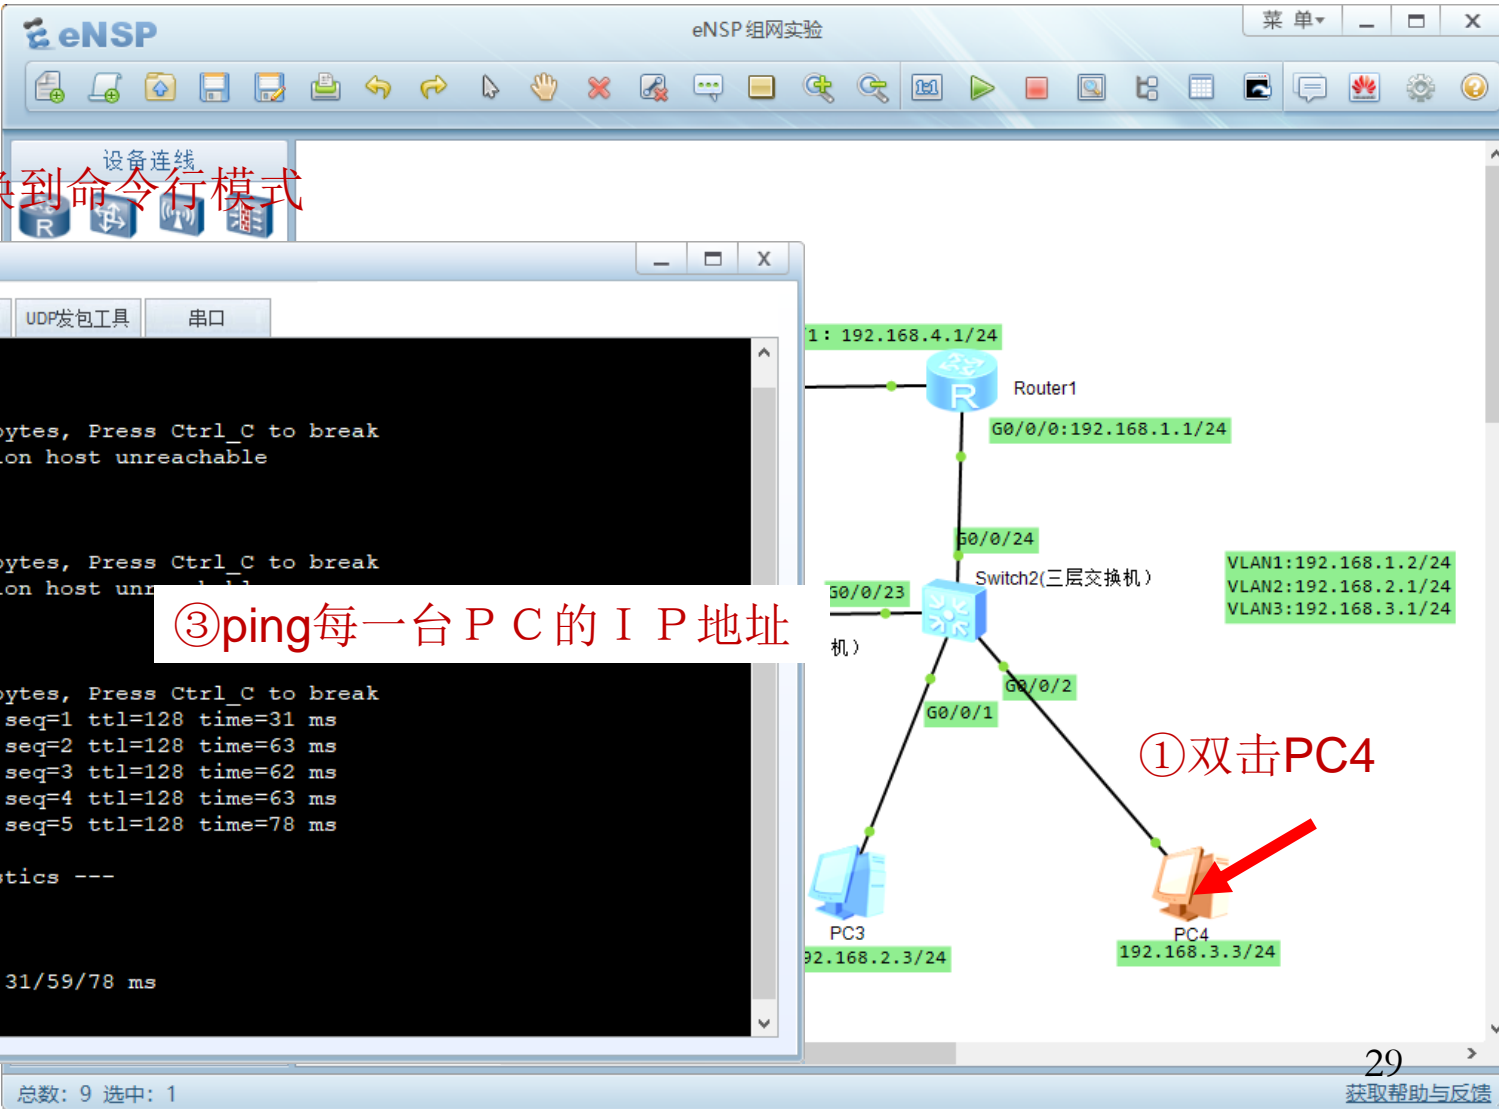 eNSP
eNSP组网实验
菜 单
设备连线
到命令行模式
UDP发包工具
串口
bytes, Press Ctrl_C to break
ion host unreachable
bytes, Press Ctrl_C to break
ion host
③ping每一台ＰＣ的ＩＰ地址
bytes, Press Ctrl_C to break
seq=1 ttl=128 time=31 ms
seq=2 ttl=128 time=63 ms
seq=3 ttl=128 time=62 ms
seq=4 ttl=128 time=63 ms
seq=5 ttl=128 time=78 ms
stics ---
31/59/78 ms
/1: 192.168.4.1/24
R
Router1
G0/0/0:192.168.1.1/24
G0/0/24
Switch2(三层交换机）
VLAN1:192.168.1.2/24
VLAN2:192.168.2.1/24
VLAN3:192.168.3.1/24
G0/0/23
机）
G0/0/2
G0/0/1
①双击PC4
PC3
92.168.2.3/24
PC4
192.168.3.3/24
29
总数: 9 选中: 1
获取帮助与反馈